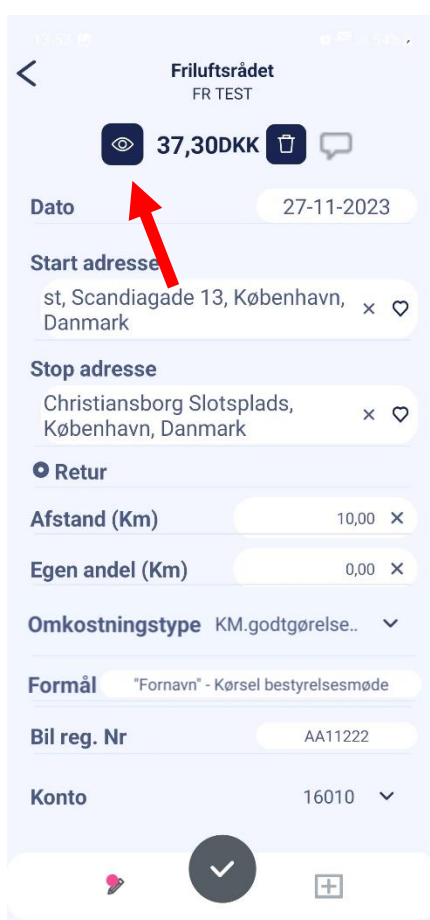 Friluftsrådet
FR TEST
37,30DKK
Dato 27-11-2023
Start adresse
st, Scandiagade 13, København,
Danmark
Stop adresse
Christiansborg Slotsplads,
København, Danmark
Retur
Afstand (Km) 10,00
Egen andel (Km) 0,00
Omkostningstype KM.godtgørelse..
Formål "Fornavn" - Kørsel bestyrelsesmøde
Bil reg. Nr AA11222
Konto 16010